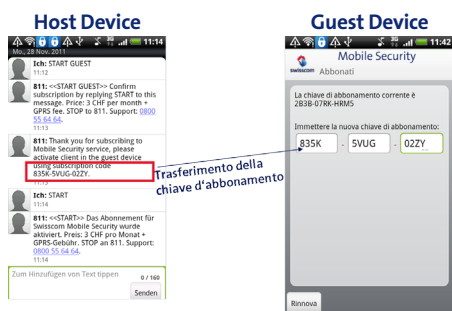 Host Device
Guest Device
11:14
Mo., 28 Nov. 2011
Ich: START GUEST
11:12
811: <<START GUEST>> Confirm
subscription by replying START to this
message. Price: 3 CHF per month +
GPRS fee. STOP to 811. Support: 0800
55 64 64.
11:13
811: Thank you for subscribing to
Mobile Security service, please
activate client in the guest device
using subscription code
835K-5VUG-02ZY.
11:13
Ich: START
11:14
811: <<START>> Das Abonnement für
Swisscom Mobile Security wurde
aktiviert. Preis: 3 CHF pro Monat +
GPRS-Gebühr. STOP an 811. Support:
0800 55 64 64.
11:14
Zum Hinzufügen von Text tippen
0 / 160
Senden
Trasferimento della
chiave d'abbonamento
11:42
Mobile Security
swisscom
Abbonati
La chiave di abbonamento corrente è
2B3B-07RK-HRM5
Immettere la nuova chiave di abbonamento:
835K - 5VUG - 02ZY
Rinnova